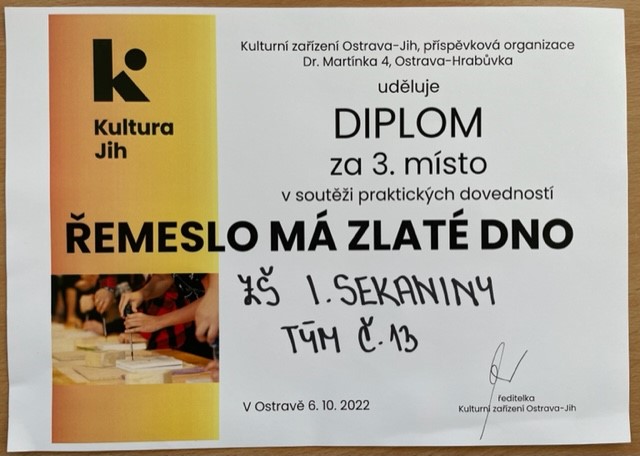 Kultura
Jih
Kulturní zařízení Ostrava-Jih, příspěvková organizace
Dr. Martínka 4, Ostrava-Hrabůvka
uděluje
DIPLOM
za 3. místo
v soutěži praktických dovedností
ŘEMESLO MÁ ZLATÉ DNO
ZŠ I. SEKANINY
TÝM Č. 13
V Ostravě 6. 10. 2022
ředitelka
Kulturní zařízení Ostrava-Jih